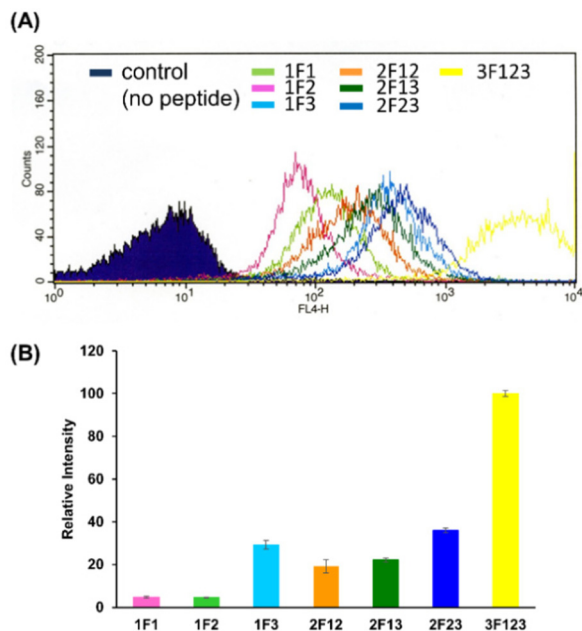 (A)
200
160
120
80
40
0
Counts
control
(no peptide)
1F1
1F2
1F3
2F12
2F13
2F23
3F123
10⁰ 10¹ 10² 10³ 10⁴
FL4-H
(B)
120
100
80
60
40
20
0
Relative Intensity
1F1 1F2 1F3 2F12 2F13 2F23 3F123